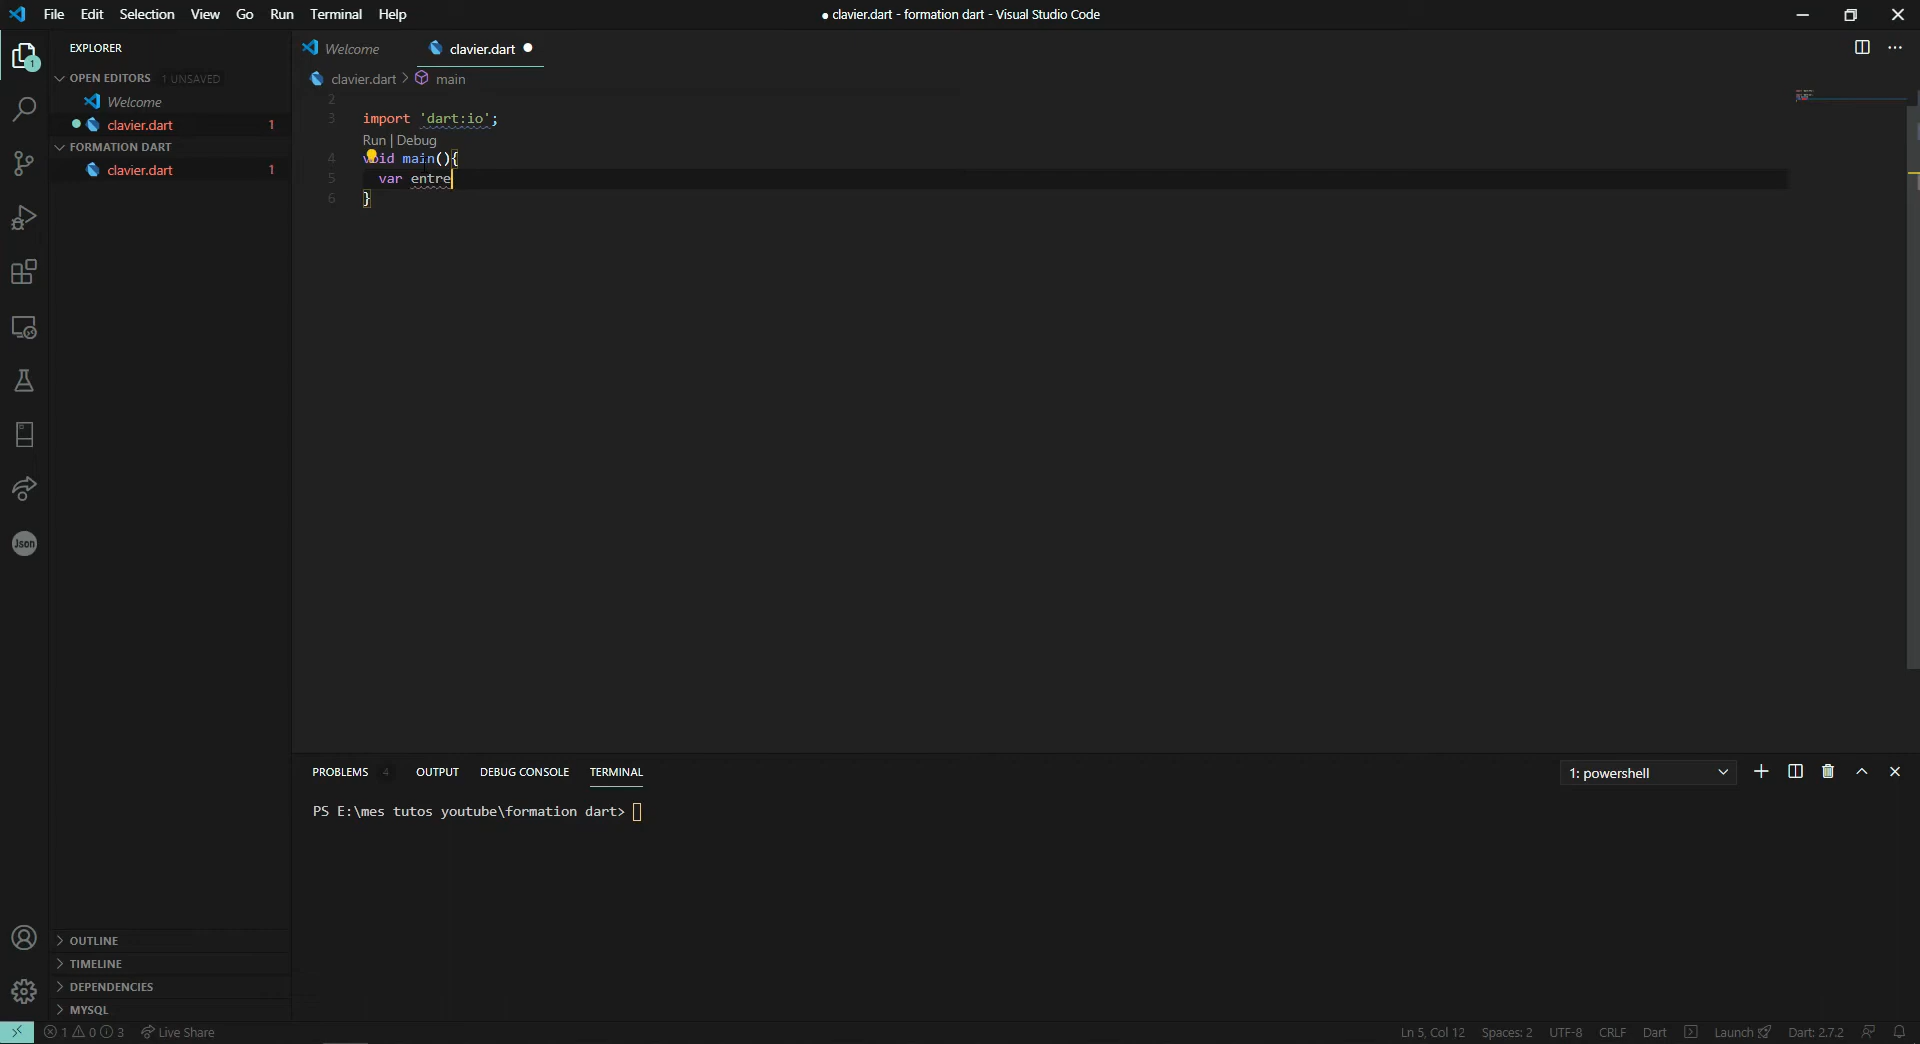 File Edit Selection View Go Run Terminal Help
● clavier.dart - formation dart - Visual Studio Code
EXPLORER
OPEN EDITORS 1 UNSAVED
Welcome
clavier.dart 1
FORMATION DART
clavier.dart 1
Welcome
clavier.dart
clavier.dart > main
2
3 import 'dart:io';
Run | Debug
4 void main(){
5 var entre
6 }
1
Json
PROBLEMS 4 OUTPUT DEBUG CONSOLE TERMINAL
1: powershell
PS E:\mes tutos youtube\formation dart>
OUTLINE
TIMELINE
DEPENDENCIES
MYSQL
1 0 3 Live Share
Ln 5, Col 12 Spaces: 2 UTF-8 CRLF Dart Launch Dart: 2.7.2